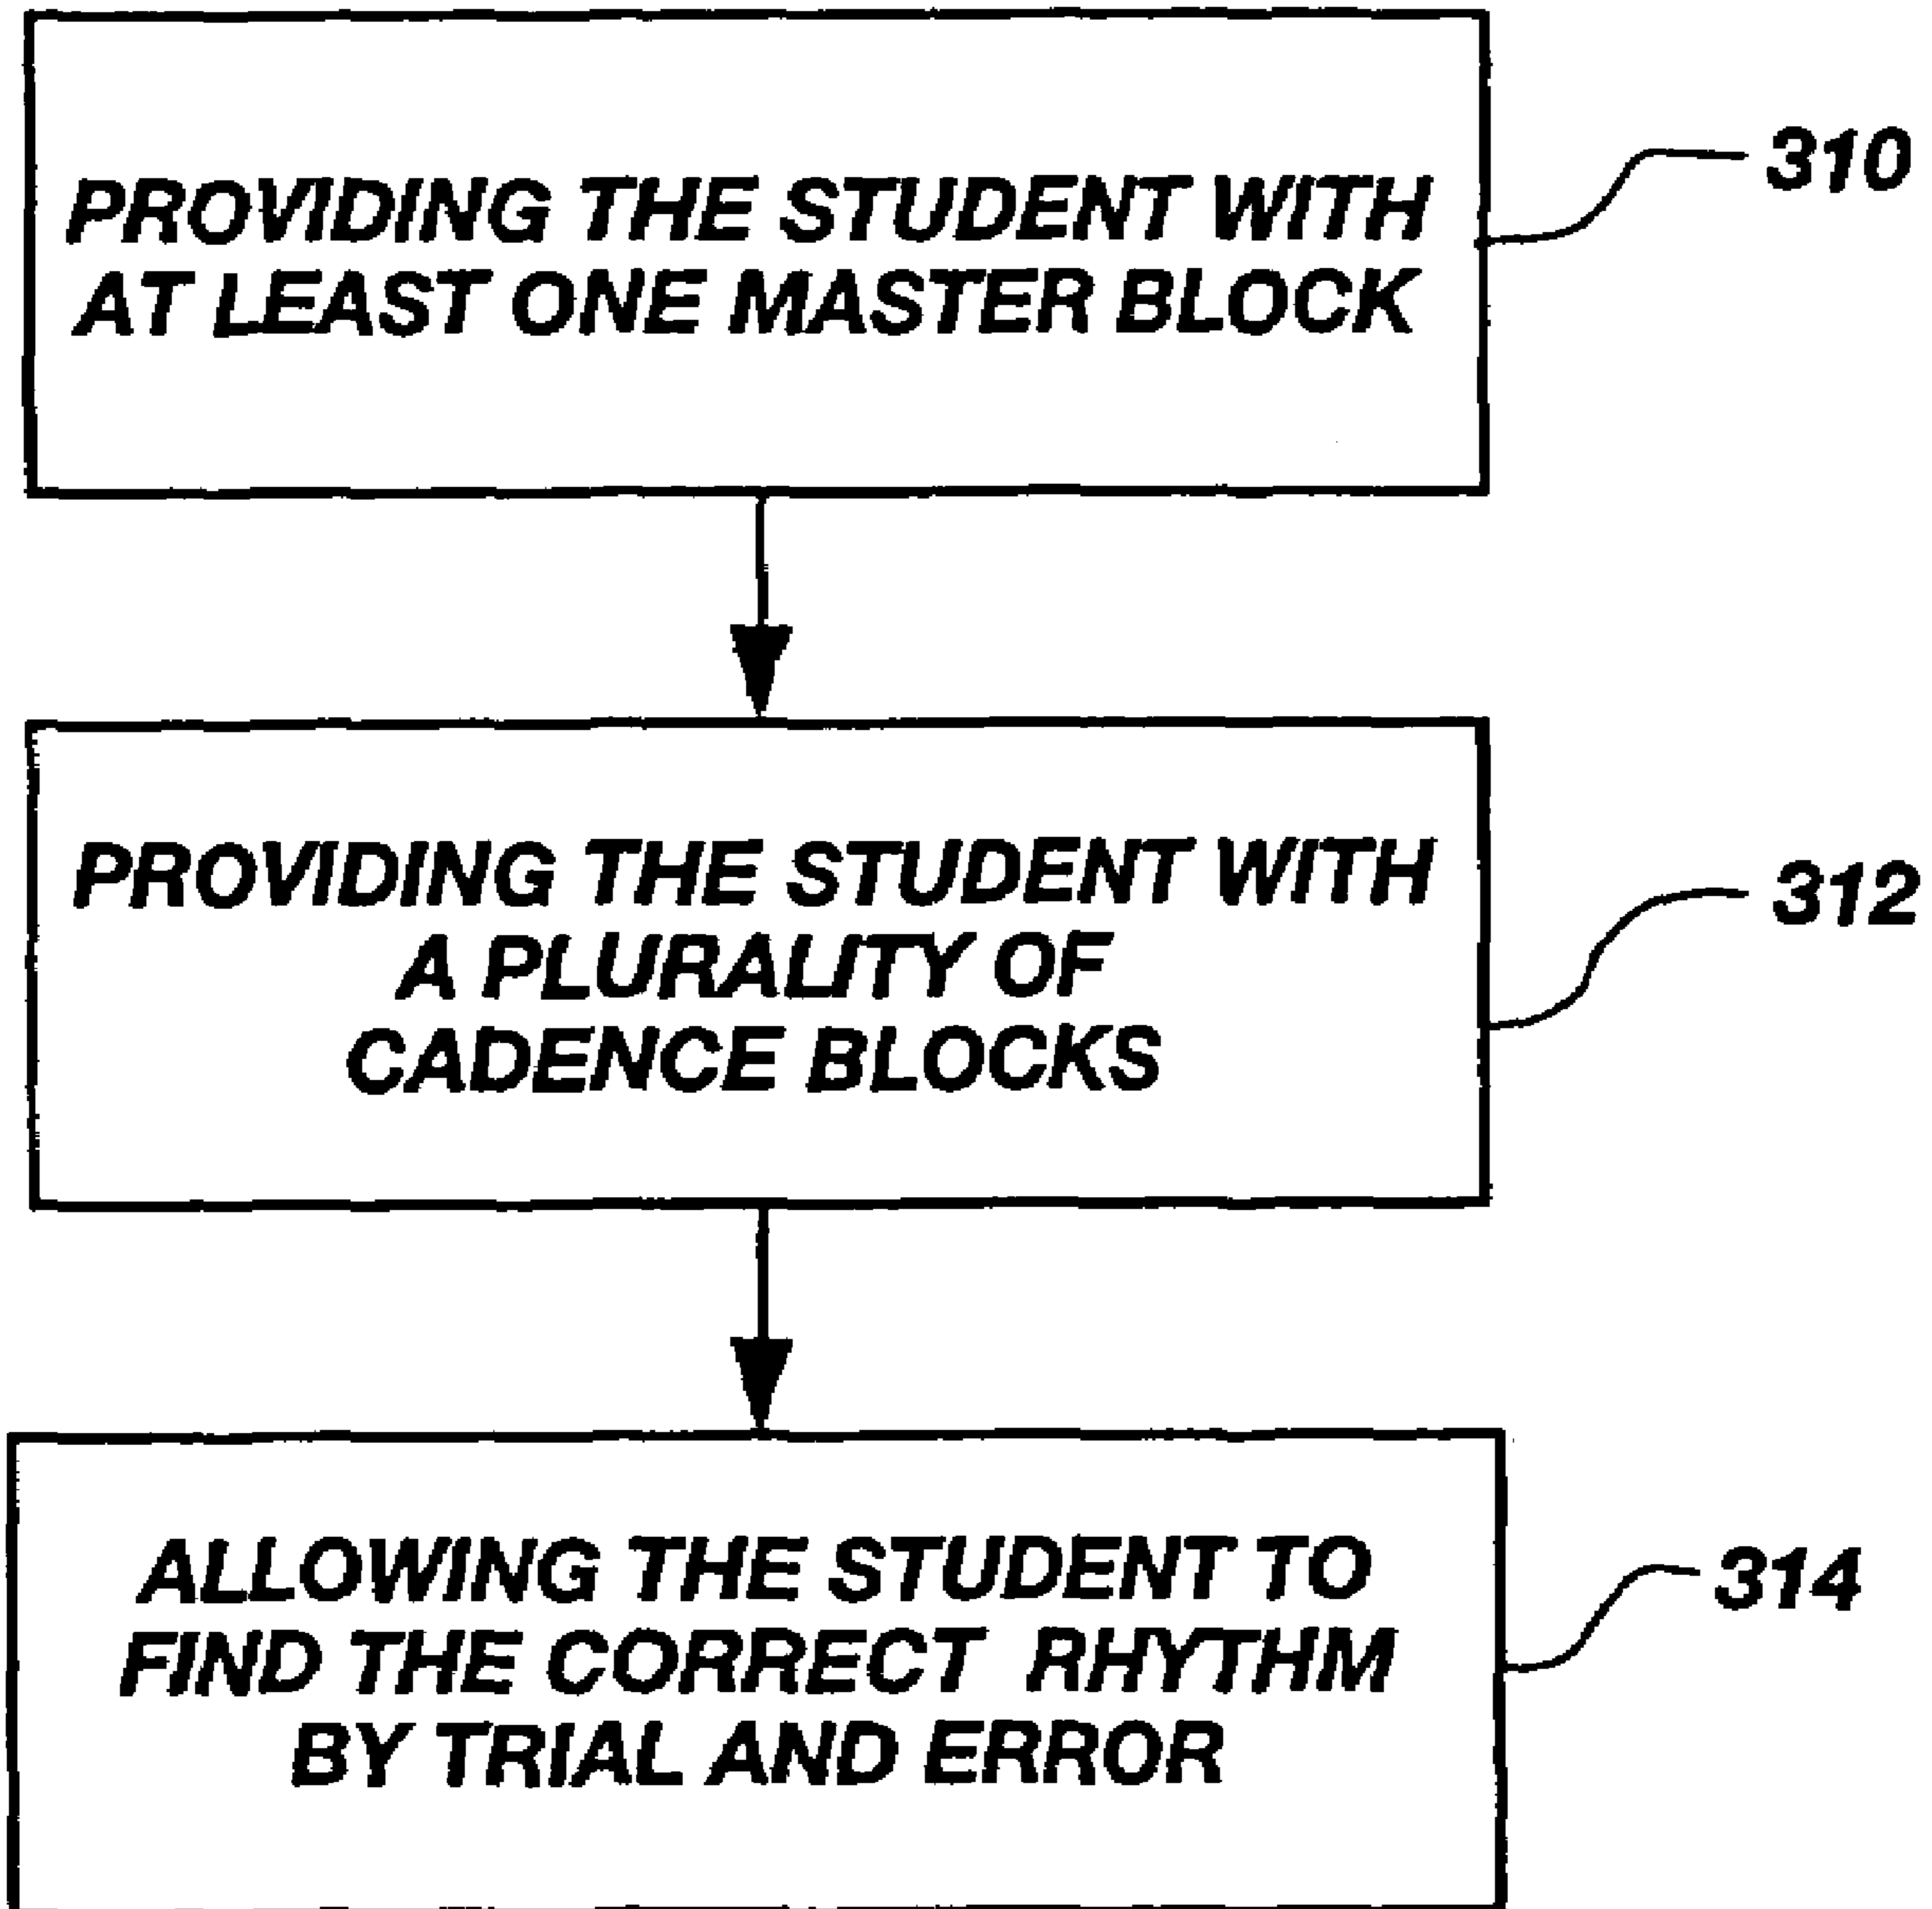 PROVIDING THE STUDENT WITH
AT LEAST ONE MASTER BLOCK
310
PROVIDING THE STUDENT WITH
A PLURALITY OF
CADENCE BLOCKS
312
ALLOWING THE STUDENT TO
FIND THE CORRECT RHYTHM
BY TRIAL AND ERROR
314